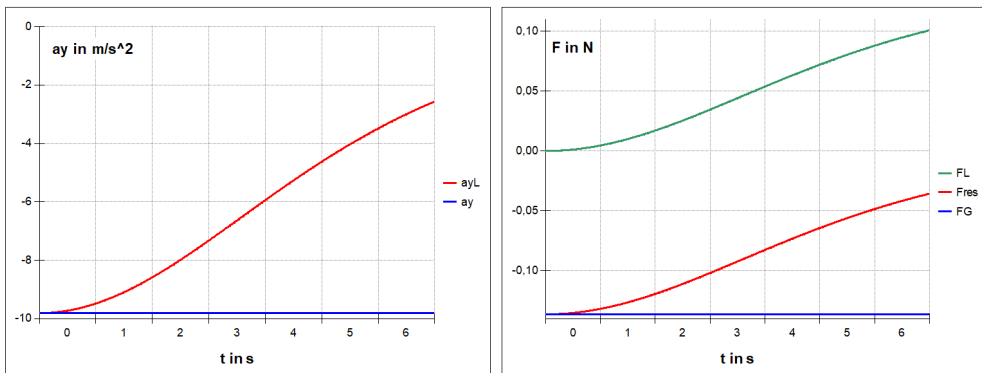 ay in m/s^2
0
-2
-4
-6
-8
-10
0 1 2 3 4 5 6
t in s
ayL
ay
F in N
0,10
0,05
0,00
-0,05
-0,10
0 1 2 3 4 5 6
t in s
FL
Fres
FG